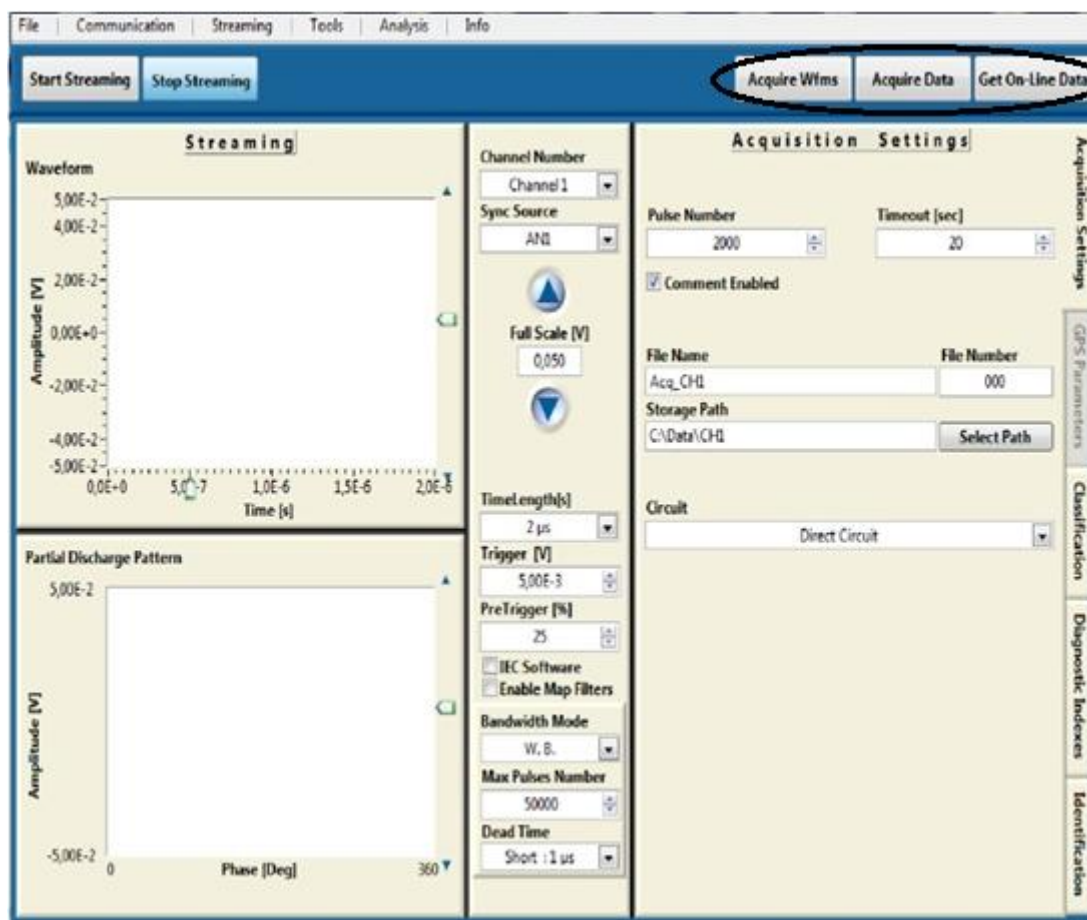 File | Communication | Streaming | Tools | Analysis | Info
Start Streaming
Stop Streaming
Acquire Wfms
Acquire Data
Get On-Line Data
Streaming
Waveform
5,00E-2
4,00E-2
2,00E-2
0,00E+0
-2,00E-2
-4,00E-2
-5,00E-2
Amplitude [V]
0,0E+0
1,0E-6
1,5E-6
Time [s]
Partial Discharge Pattern
5,00E-2
Amplitude [V]
-5,00E-2
0
Phase [Deg]
360
Channel Number
Channel 1
Sync Source
AN1
Full Scale [V]
0,050
TimeLength[s]
2 µs
Trigger [V]
5,00E-3
PreTrigger [%]
25
IEC Software
Enable Map Filters
Bandwidth Mode
W. B.
Max Pulses Number
50000
Dead Time
Short : 1 µs
Acquisition Settings
Pulse Number
2000
Timeout [sec]
20
Comment Enabled
File Name
Acq_CH1
File Number
000
Storage Path
C:\Data\CH1
Select Path
Circuit
Direct Circuit
Acquisition Settings
GPS Parameters
Classification
Diagnostic Indexes
Identification